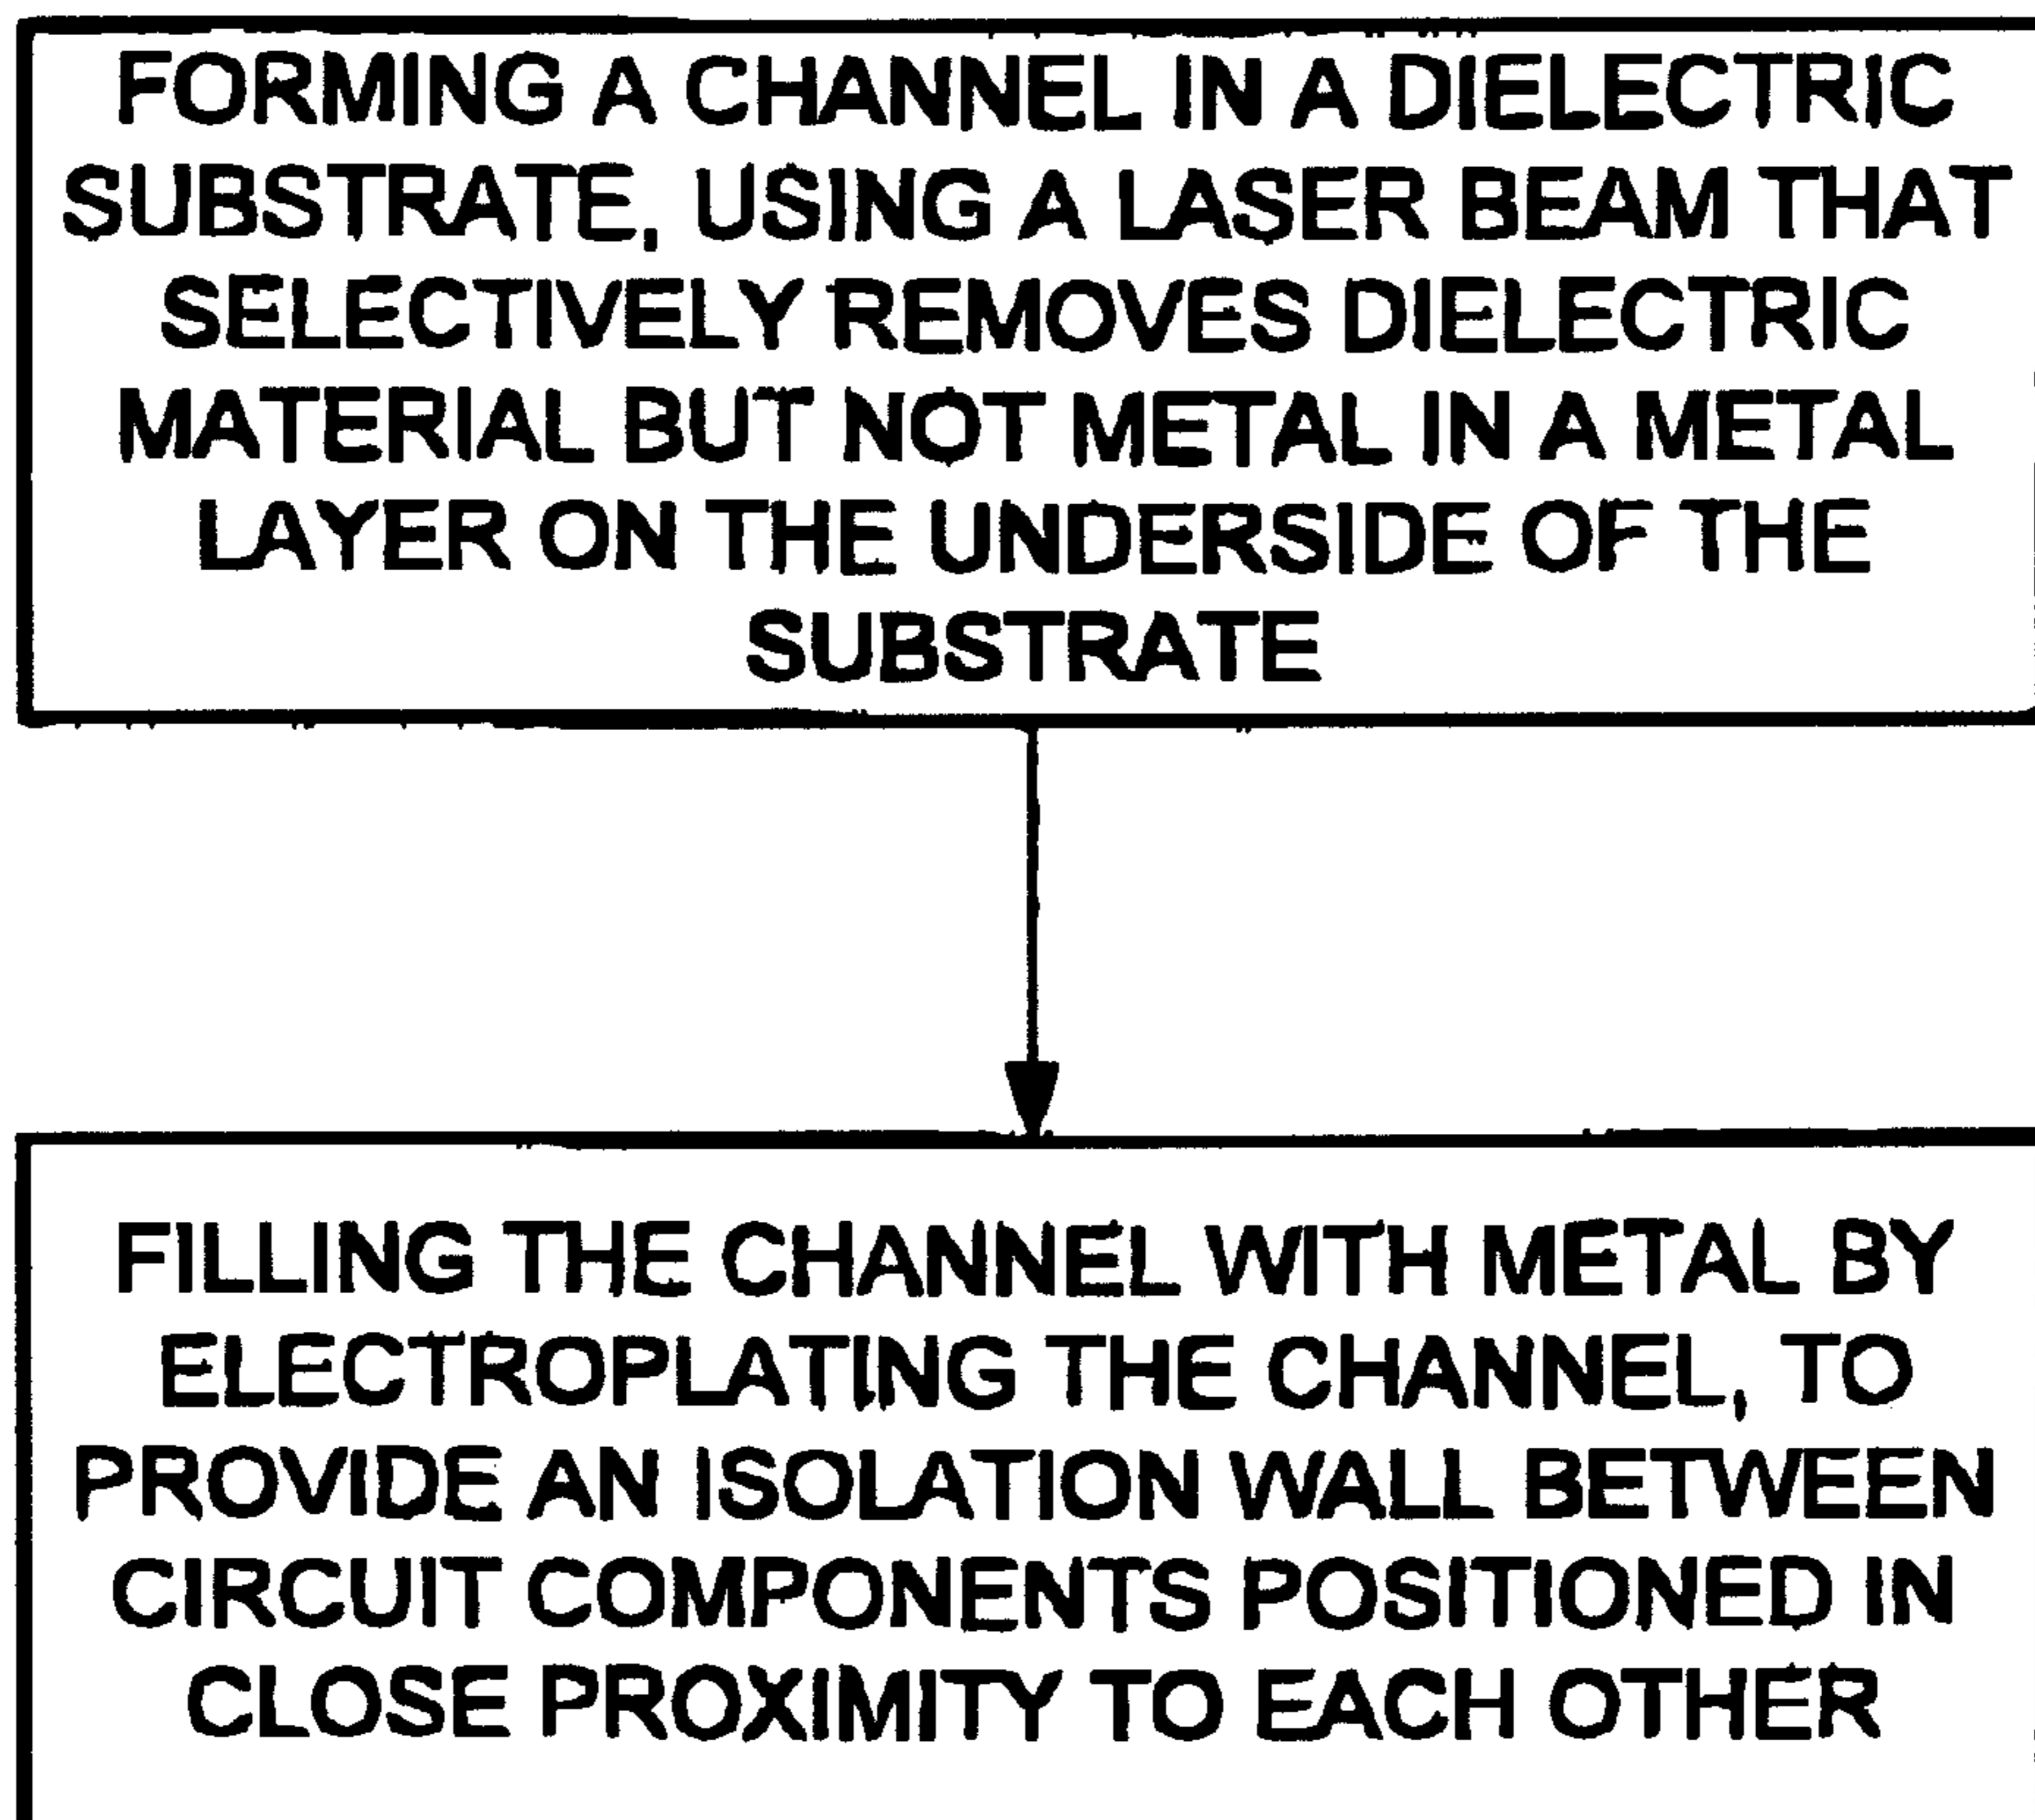 FORMING A CHANNEL IN A DIELECTRIC
SUBSTRATE, USING A LASER BEAM THAT
SELECTIVELY REMOVES DIELECTRIC
MATERIAL BUT NOT METAL IN A METAL
LAYER ON THE UNDERSIDE OF THE
SUBSTRATE
FILLING THE CHANNEL WITH METAL BY
ELECTROPLATING THE CHANNEL, TO
PROVIDE AN ISOLATION WALL BETWEEN
CIRCUIT COMPONENTS POSITIONED IN
CLOSE PROXIMITY TO EACH OTHER